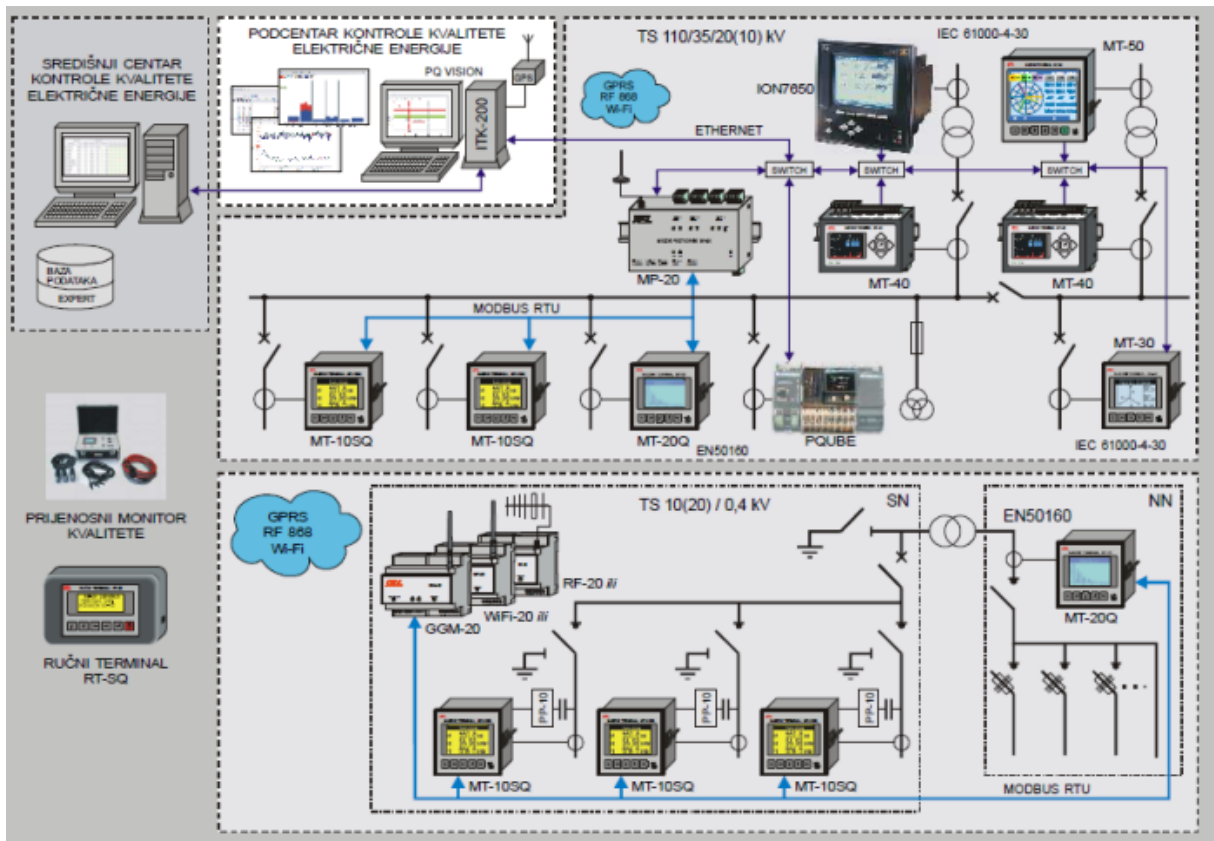 SREDIŠNJI CENTAR
KONTROLE KVALITETE
ELEKTRIČNE ENERGIJE
BAZA
PODATAKA
EXPERT
PODCENTAR KONTROLE KVALITETE
ELEKTRIČNE ENERGIJE
PQ VISION
GPS
ITK-200
TS 110/35/20(10) kV
IEC 61000-4-30
MT-50
ION7650
GPRS
RF 868
Wi-Fi
ETHERNET
SWITCH
SWITCH
SWITCH
MP-20
MT-40
MT-40
MODBUS RTU
MT-30
MT-10SQ
MT-10SQ
MT-20Q
PQUBE
EN50160
IEC 61000-4-30
PRIJENOSNI MONITOR
KVALITETE
RUČNI TERMINAL
RT-SQ
GPRS
RF 868
Wi-Fi
TS 10(20) / 0,4 kV
SN
NN
EN50160
RF-20 ili
WiFi-20 ili
GGM-20
MT-20Q
PP-10
PP-10
PP-10
MT-10SQ
MT-10SQ
MT-10SQ
MODBUS RTU